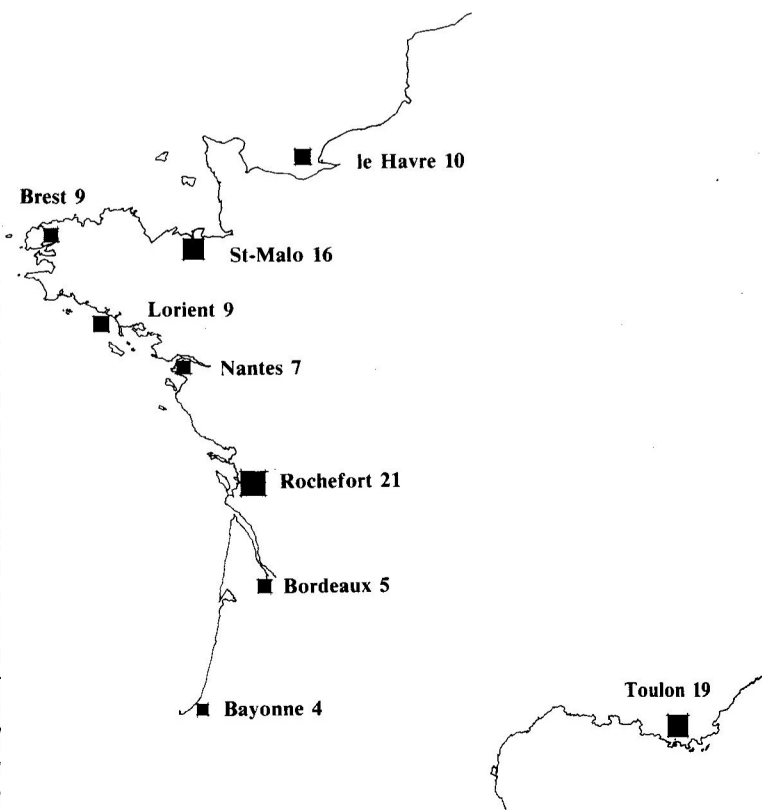 le Havre 10
Brest 9
St-Malo 16
Lorient 9
Nantes 7
Rochefort 21
Bordeaux 5
Toulon 19
Bayonne 4